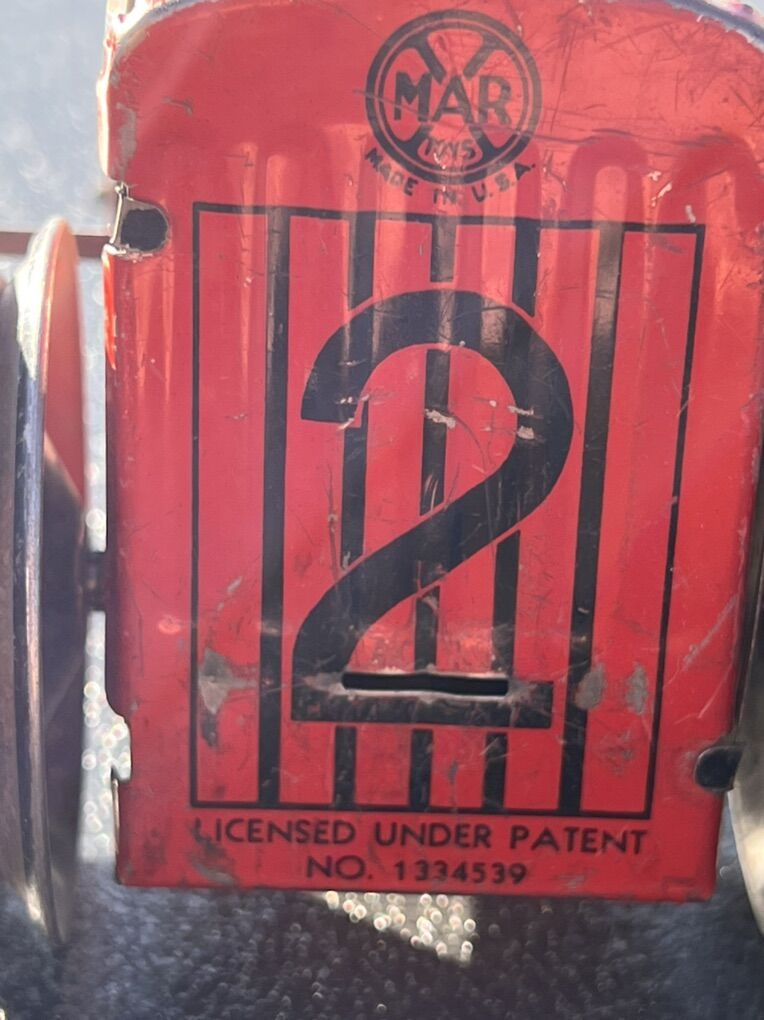 MAR
TOYS
MADE IN U.S.A.
2
LICENSED UNDER PATENT
NO. 1334539